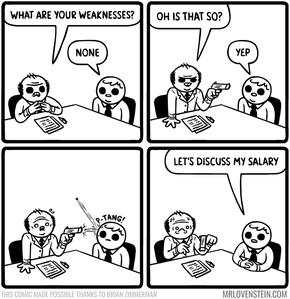 WHAT ARE YOUR WEAKNESSES?
NONE
OH IS THAT SO?
YEP
P-TANG!
LET'S DISCUSS MY SALARY
THIS COMIC MADE POSSIBLE THANKS TO BRIAN ZIMMERMAN
MRLOVENSTEIN.COM